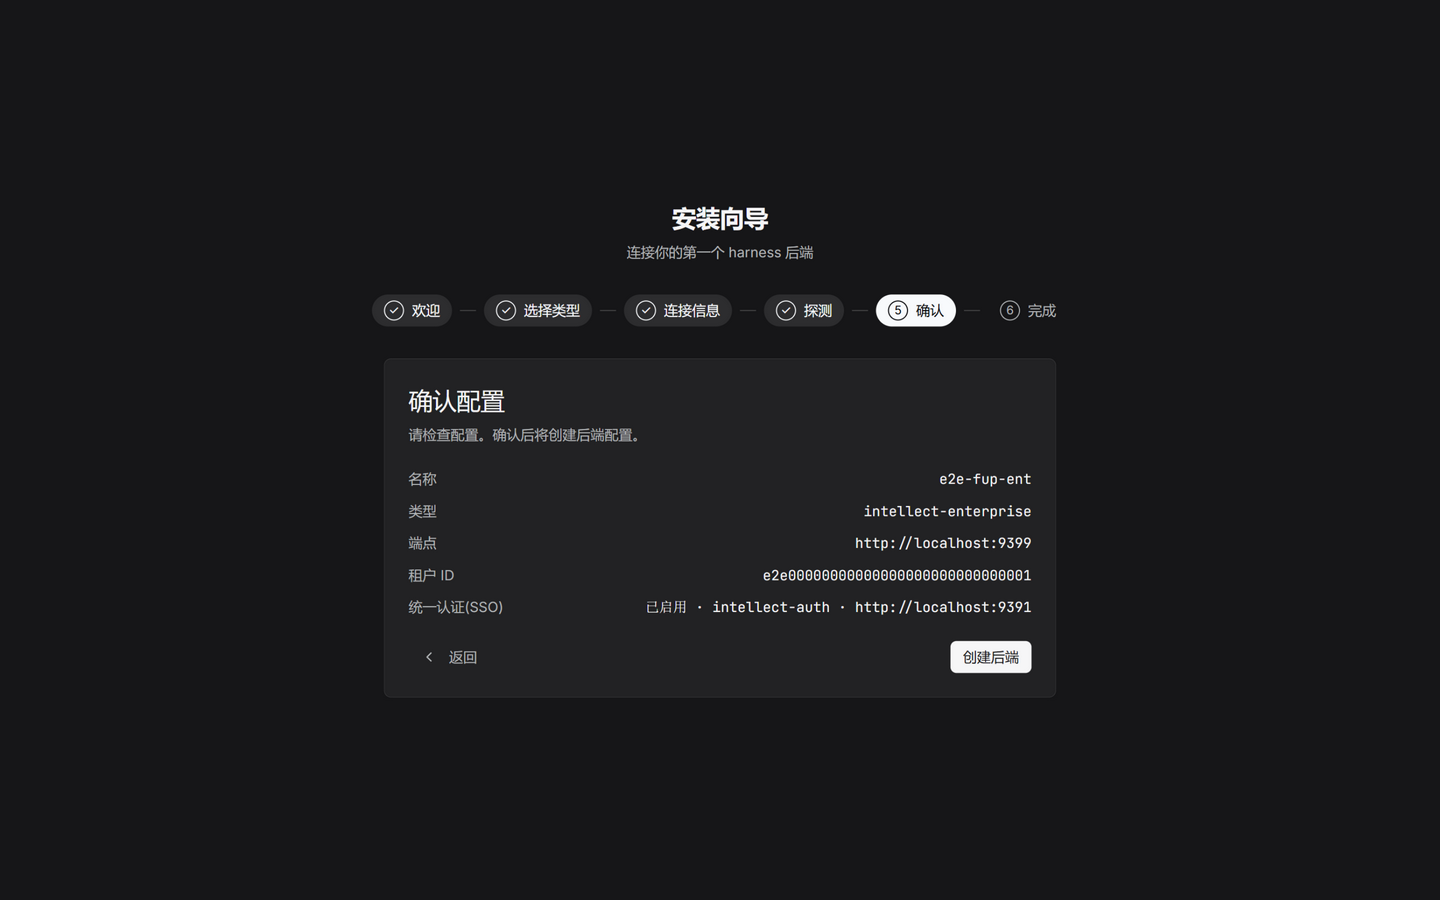 安装向导
连接你的第一个 harness 后端
欢迎 选择类型 连接信息 探测 5 确认 6 完成
确认配置
请检查配置。确认后将创建后端配置。
名称 e2e-fup-ent
类型 intellect-enterprise
端点 http://localhost:9399
租户 ID e2e00000000000000000000000000001
统一认证(SSO) 已启用 · intellect-auth · http://localhost:9391
返回 创建后端